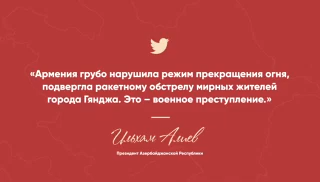 «Армения грубо нарушила режим прекращения огня,
подвергла ракетному обстрелу мирных жителей
города Гянджа. Это – военное преступление.»
Ильхам Алиев
Президент Азербайджанской Республики